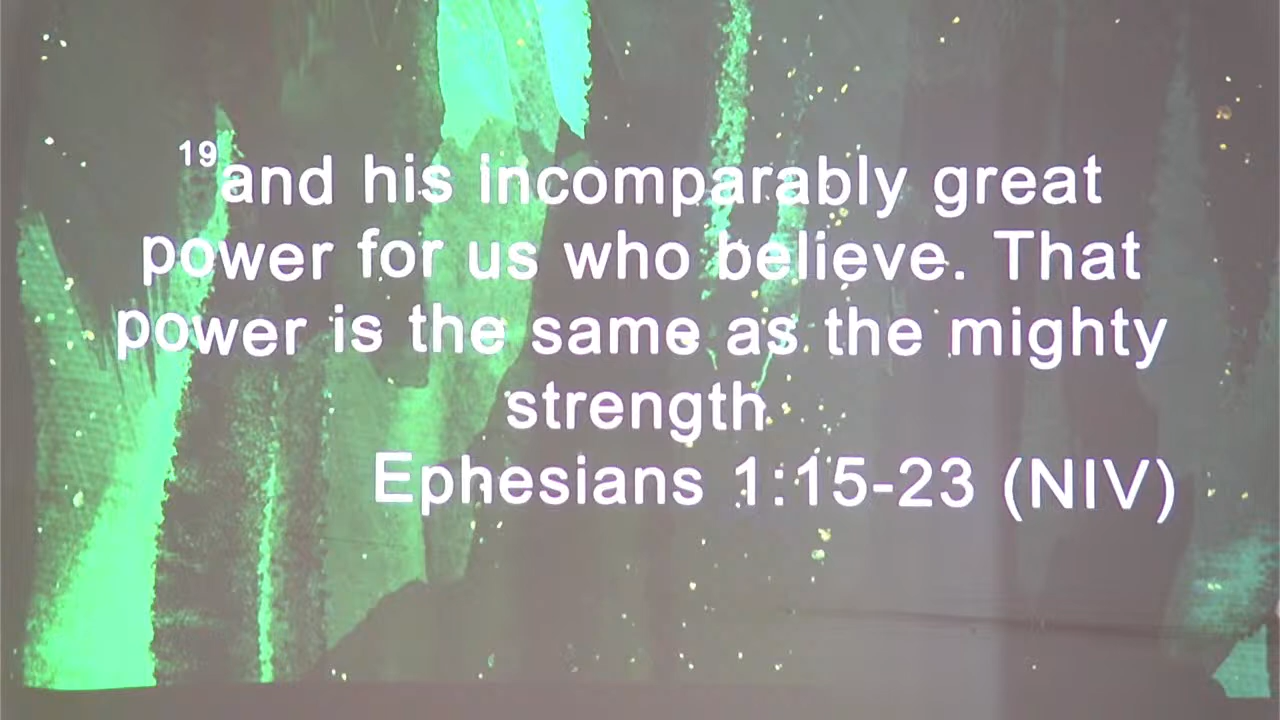 19and his incomparably great
power for us who believe. That
power is the same as the mighty
strength
Ephesians 1:15-23 (NIV)